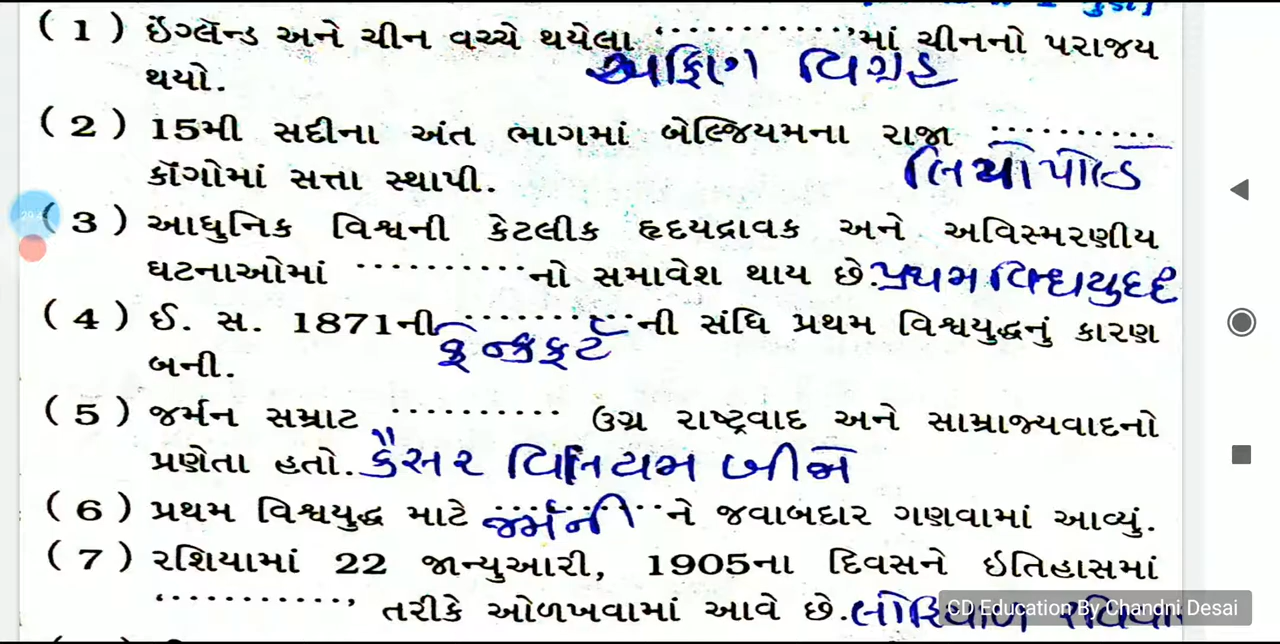 ( 1 ) ઇંગ્લૅન્ડ અને ચીન વચ્ચે થયેલા '···········'માં ચીનનો પરાજય
થયો. અફિણ વિગ્રહ
( 2 ) 15મી સદીના અંત ભાગમાં બેલ્જિયમના રાજા ··········
કૉંગોમાં સત્તા સ્થાપી. લિયોપોલ્ડે
( 3 ) આધુનિક વિશ્વની કેટલીક હૃદયદ્રાવક અને અવિસ્મરણીય
ઘટનાઓમાં ··········નો સમાવેશ થાય છે. પ્રથમ વિશ્વયુદ્ધ
( 4 ) ઈ. સ. 1871ની ··········ની સંધિ પ્રથમ વિશ્વયુદ્ધનું કારણ
ફ્રેન્કફર્ટ
બની.
( 5 ) જર્મન સમ્રાટ ·········· ઉગ્ર રાષ્ટ્રવાદ અને સામ્રાજ્યવાદનો
પ્રણેતા હતો. કૈસર વિલિયમ બીજો
( 6 ) પ્રથમ વિશ્વયુદ્ધ માટે જર્મની ને જવાબદાર ગણવામાં આવ્યું.
( 7 ) રશિયામાં 22 જાન્યુઆરી, 1905ના દિવસને ઇતિહાસમાં
'···········' તરીકે ઓળખવામાં આવે છે.
CD Education By Chandni Desai